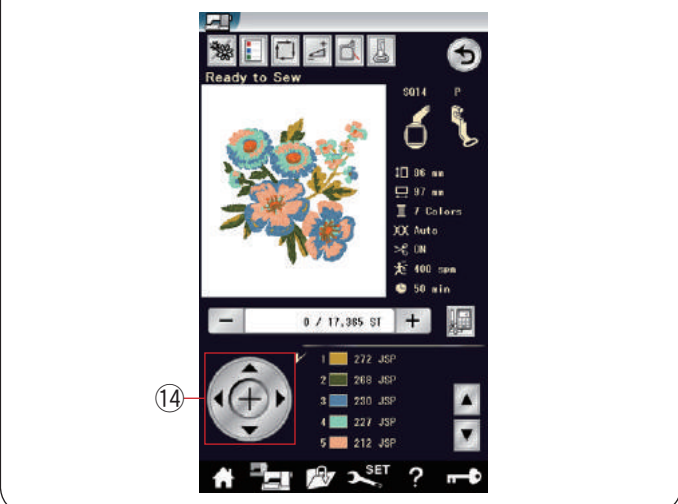 Ready to Sew
SQ14 P
86 mm
97 mm
7 Colors
Auto
ON
400 spm
50 min
− 0 / 17,385 ST +
⑭
1 272 JSP
2 268 JSP
3 230 JSP
4 227 JSP
5 212 JSP
SET ?